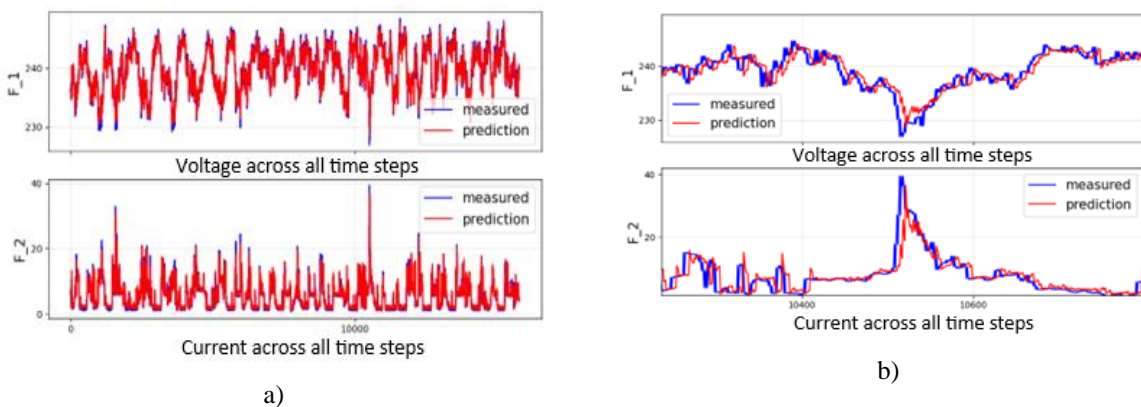 F_1
240
230
measured
prediction
Voltage across all time steps
F_2
40
20
0
measured
prediction
0
10000
Current across all time steps
a)
F_1
240
230
measured
prediction
Voltage across all time steps
F_2
40
20
measured
prediction
10400
10600
Current across all time steps
b)